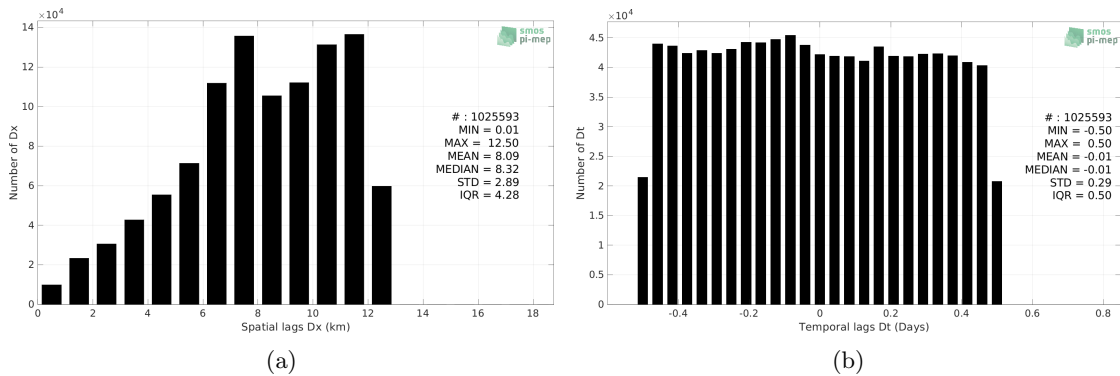 ×10⁴
14
12
10
8
6
4
2
0
Number of Dx
0 2 4 6 8 10 12 14 16 18
Spatial lags Dx (km)
smos
pi-mep
# : 1025593
MIN = 0.01
MAX = 12.50
MEAN = 8.09
MEDIAN = 8.32
STD = 2.89
IQR = 4.28
(a)
×10⁴
4.5
4
3.5
3
2.5
2
1.5
1
0.5
0
Number of Dt
-0.4 -0.2 0 0.2 0.4 0.6 0.8
Temporal lags Dt (Days)
smos
pi-mep
# : 1025593
MIN = -0.50
MAX = 0.50
MEAN = -0.01
MEDIAN = -0.01
STD = 0.29
IQR = 0.50
(b)